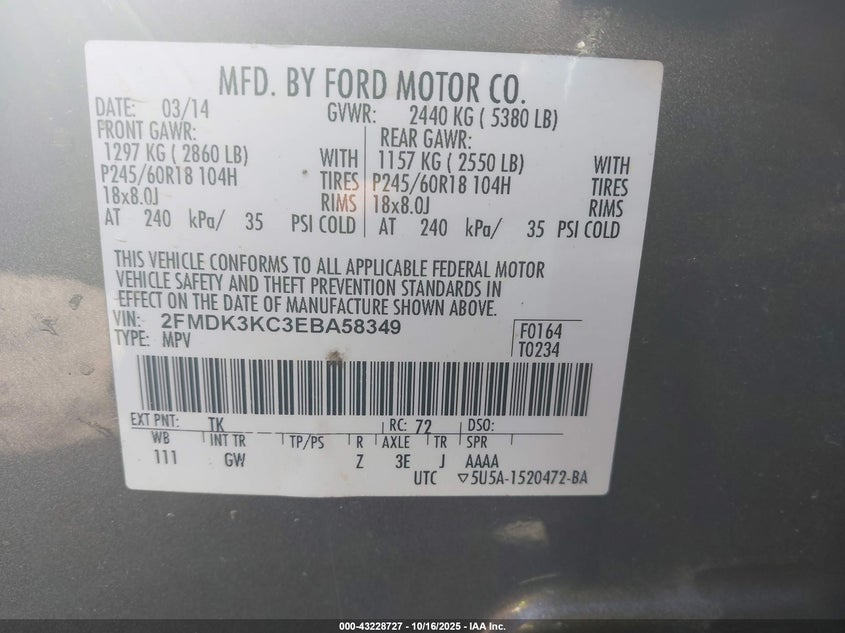 MFD. BY FORD MOTOR CO.
DATE: 03/14 GVWR: 2440 KG ( 5380 LB)
FRONT GAWR: REAR GAWR:
1297 KG ( 2860 LB) WITH 1157 KG ( 2550 LB) WITH
P245/60R18 104H TIRES P245/60R18 104H TIRES
18x8.0J RIMS 18x8.0J RIMS
AT 240 kPa/ 35 PSI COLD AT 240 kPa/ 35 PSI COLD
THIS VEHICLE CONFORMS TO ALL APPLICABLE FEDERAL MOTOR
VEHICLE SAFETY AND THEFT PREVENTION STANDARDS IN
EFFECT ON THE DATE OF MANUFACTURE SHOWN ABOVE.
VIN: 2FMDK3KC3EBA58349 F0164
TYPE: MPV T0234
EXT PNT: TK RC: 72 DSO:
WB INT TR TP/PS R AXLE TR SPR
111 GW Z 3E J AAAA
UTC ▽5U5A-1520472-BA
000-43228727 - 10/16/2025 - IAA Inc.